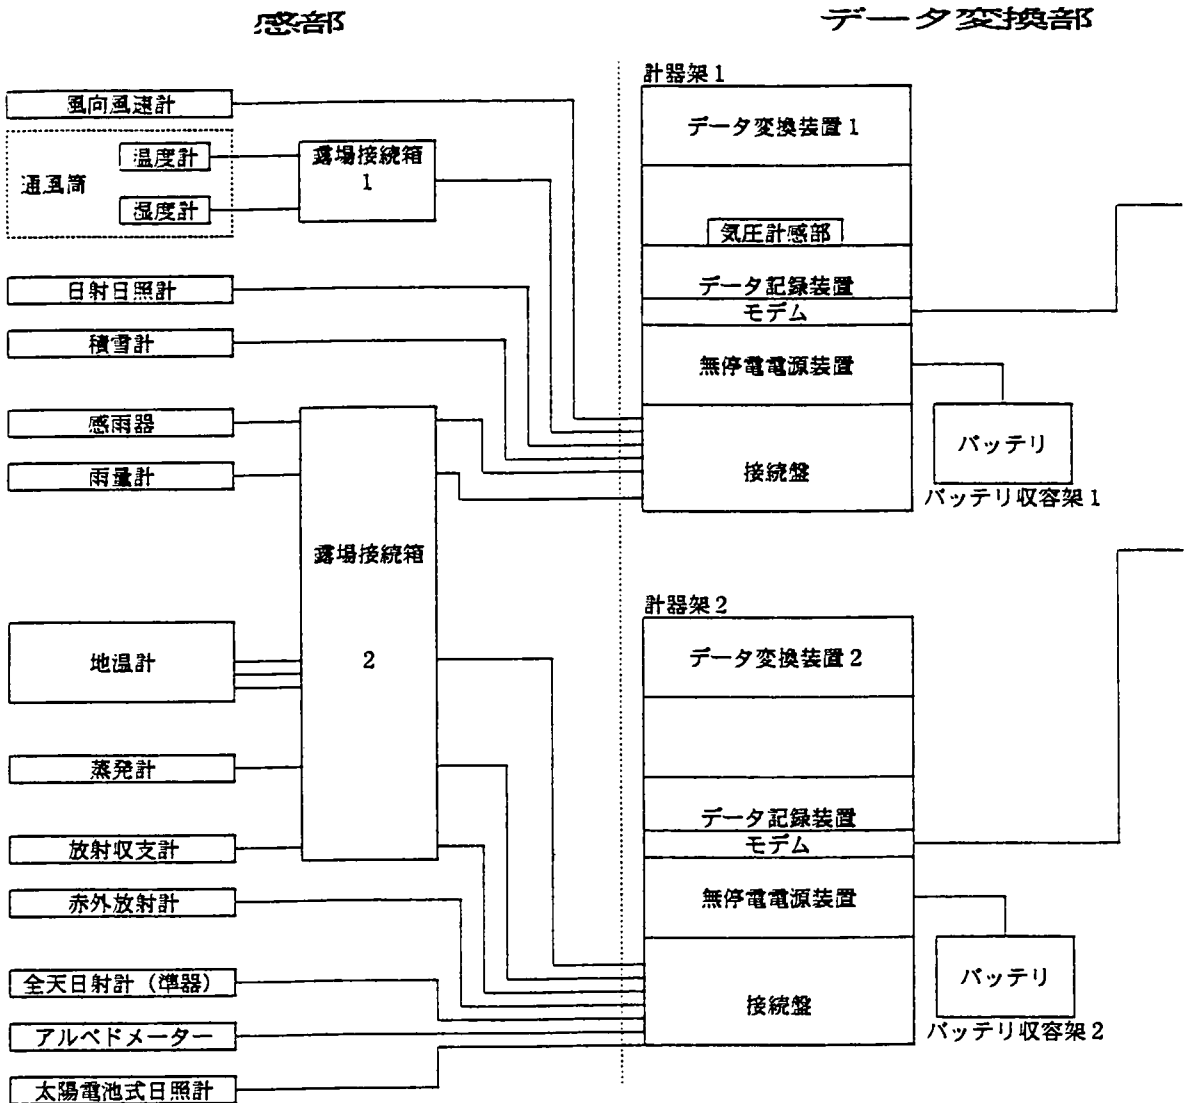 感部
データ変換部
風向風速計
通風筒
温度計
湿度計
露場接続箱
1
日射日照計
積雪計
感雨器
雨量計
露場接続箱
2
地温計
蒸発計
放射収支計
赤外放射計
全天日射計（準器）
アルベドメーター
太陽電池式日照計
計器架1
データ変換装置1
気圧計感部
データ記録装置
モデム
無停電電源装置
接続盤
バッテリ
バッテリ収容架1
計器架2
データ変換装置2
データ記録装置
モデム
無停電電源装置
接続盤
バッテリ
バッテリ収容架2